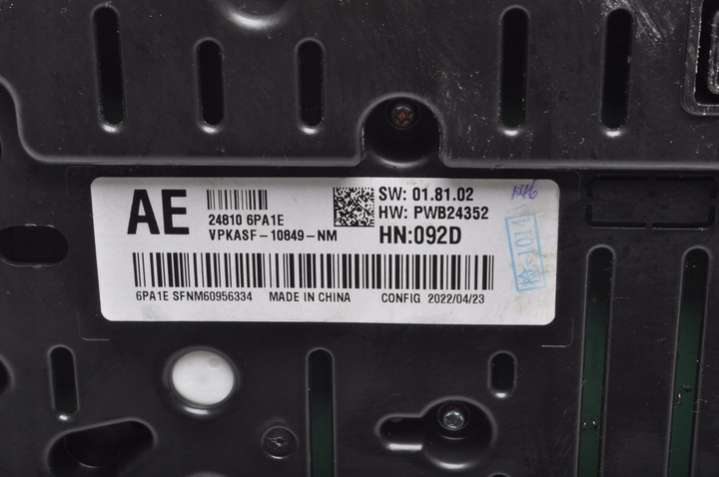 AE
24810 6PA1E
VPKASF-10849-NM
SW: 01.81.02
HW: PWB24352
HN:092D
6PA1E SFNM60956334 MADE IN CHINA CONFIG 2022/04/23